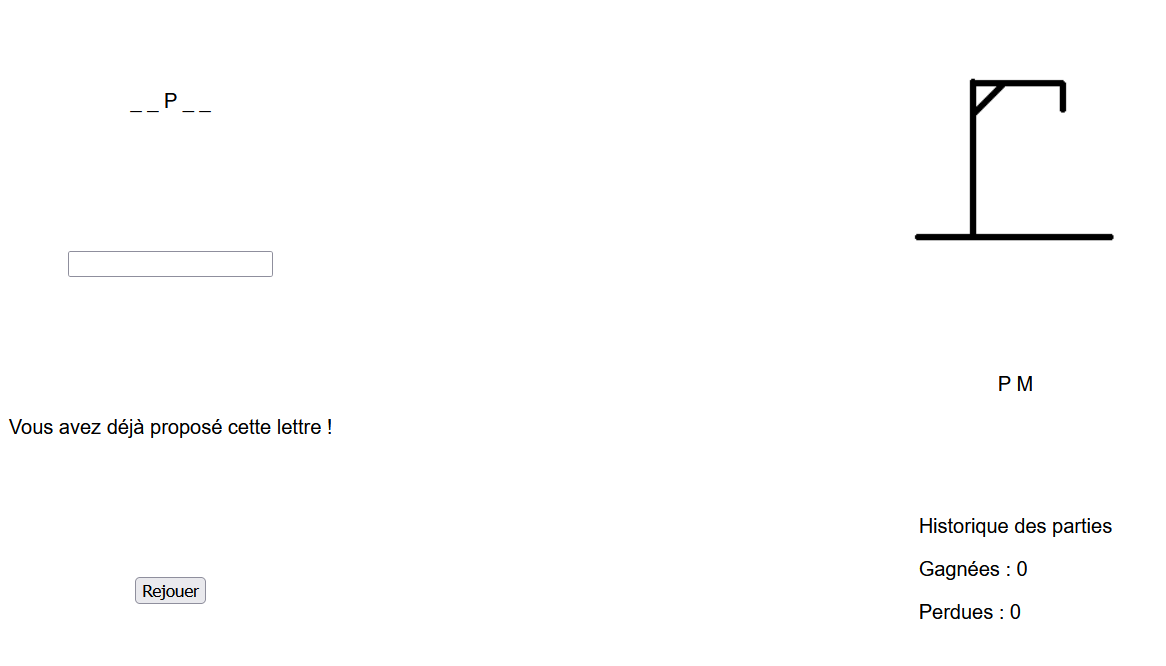 _ _ P _ _
P M
Vous avez déjà proposé cette lettre !
Historique des parties
Gagnées : 0
Rejouer
Perdues : 0